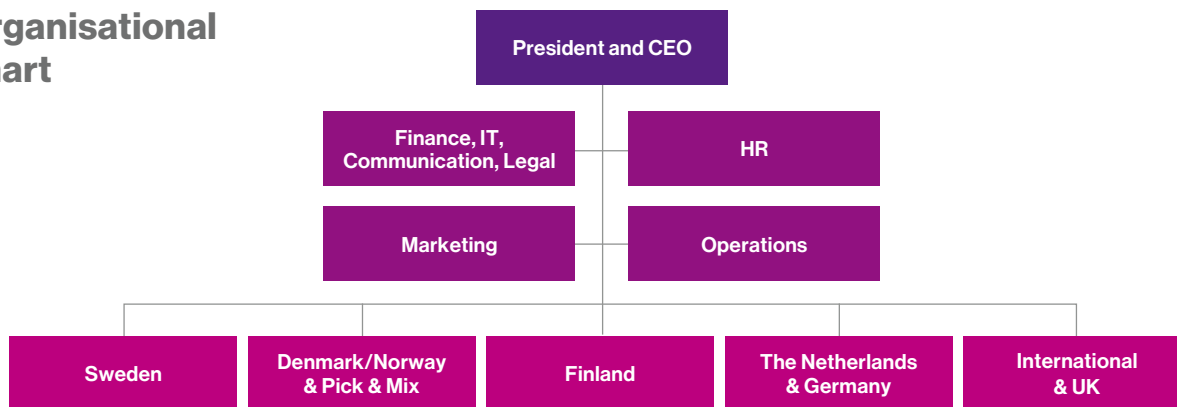 rganisational
art
President and CEO
Finance, IT,
Communication, Legal
HR
Marketing
Operations
Sweden
Denmark/Norway
& Pick & Mix
Finland
The Netherlands
& Germany
International
& UK